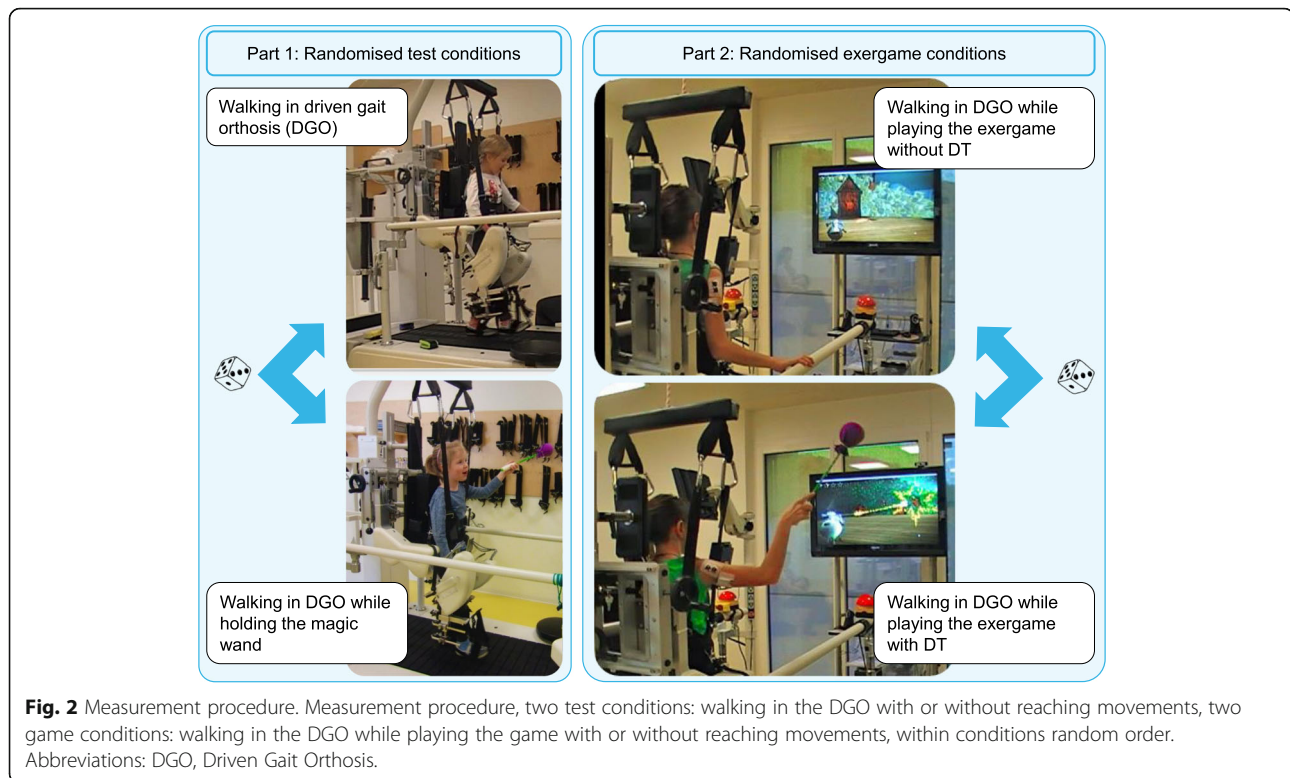 Part 1: Randomised test conditions
Walking in driven gait
orthosis (DGO)
Walking in DGO while
holding the magic
wand
Part 2: Randomised exergame conditions
Walking in DGO while
playing the exergame
without DT
Walking in DGO while
playing the exergame
with DT
Fig. 2 Measurement procedure. Measurement procedure, two test conditions: walking in the DGO with or without reaching movements, two
game conditions: walking in the DGO while playing the game with or without reaching movements, within conditions random order.
Abbreviations: DGO, Driven Gait Orthosis.